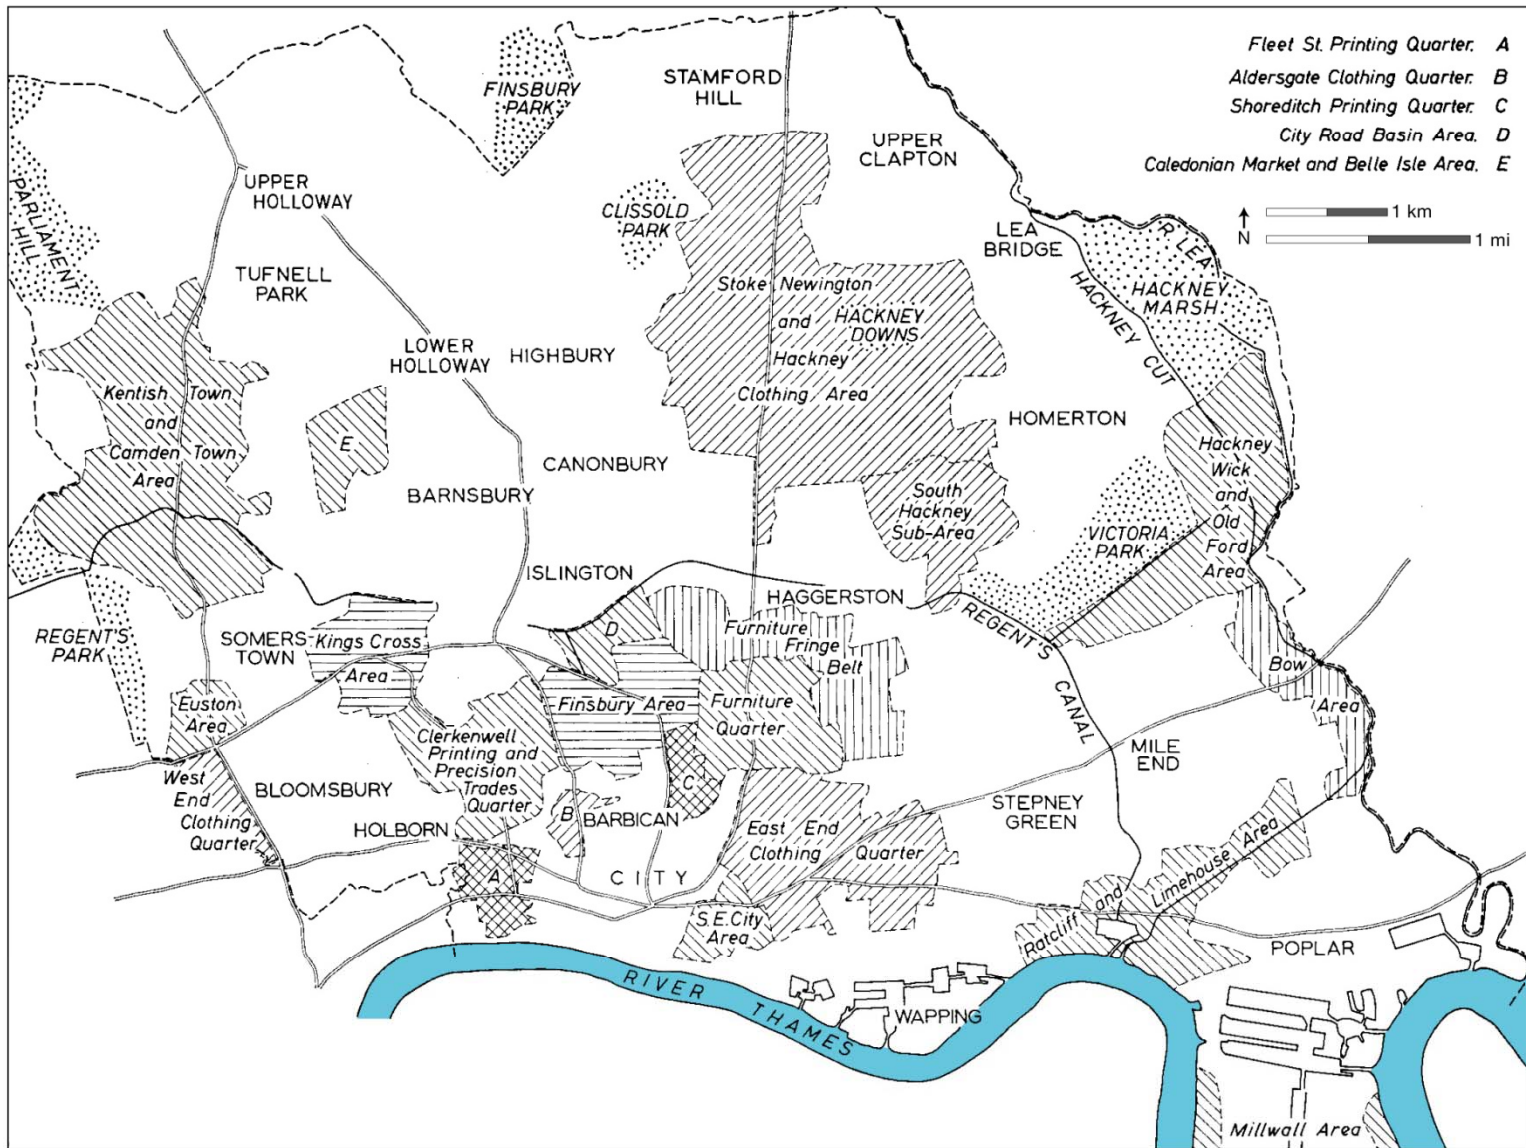 Fleet St. Printing Quarter. A
Aldersgate Clothing Quarter. B
Shoreditch Printing Quarter. C
City Road Basin Area. D
Caledonian Market and Belle Isle Area. E
N
1 km
1 mi
FINSBURY
PARK
STAMFORD
HILL
UPPER
CLAPTON
PARLIAMENT
HILL
UPPER
HOLLOWAY
CLISSOLD
PARK
LEA
BRIDGE
R LEA
TUFNELL
PARK
HACKNEY
MARSH
HACKNEY CUT
Stoke Newington
and
Hackney
Clothing Area
HACKNEY
DOWNS
LOWER
HOLLOWAY
HIGHBURY
Kentish Town
and
Camden Town
Area
E
HOMERTON
CANONBURY
BARNSBURY
Hackney
Wick
and
Old
Ford
Area
South
Hackney
Sub-Area
VICTORIA
PARK
ISLINGTON
HAGGERSTON
REGENT'S
CANAL
REGENT'S
PARK
SOMERS
TOWN
Kings Cross
Area
D
Furniture
Fringe
Belt
Bow
Area
Euston
Area
Finsbury Area
Furniture
Quarter
Clerkenwell
Printing and
Precision
Trades
Quarter
MILE
END
West
End
Clothing
Quarter
BLOOMSBURY
C
B
BARBICAN
STEPNEY
GREEN
HOLBORN
East End
Clothing
Quarter
A
CITY
S.E.City
Area
Ratcliff and
Limehouse Area
POPLAR
RIVER THAMES
WAPPING
Millwall Area